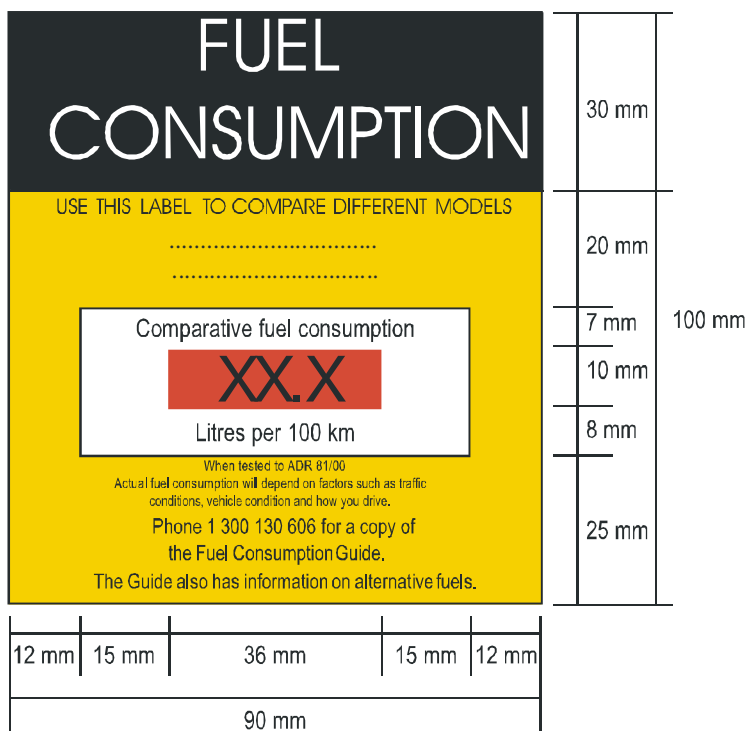 FUEL
CONSUMPTION
30 mm
USE THIS LABEL TO COMPARE DIFFERENT MODELS
.................................
.................................
20 mm
Comparative fuel consumption
7 mm
100 mm
XX.X
10 mm
Litres per 100 km
8 mm
When tested to ADR 81/00
Actual fuel consumption will depend on factors such as traffic
conditions, vehicle condition and how you drive.
Phone 1 300 130 606 for a copy of
the Fuel Consumption Guide.
The Guide also has information on alternative fuels.
25 mm
12 mm 15 mm 36 mm 15 mm 12 mm
90 mm